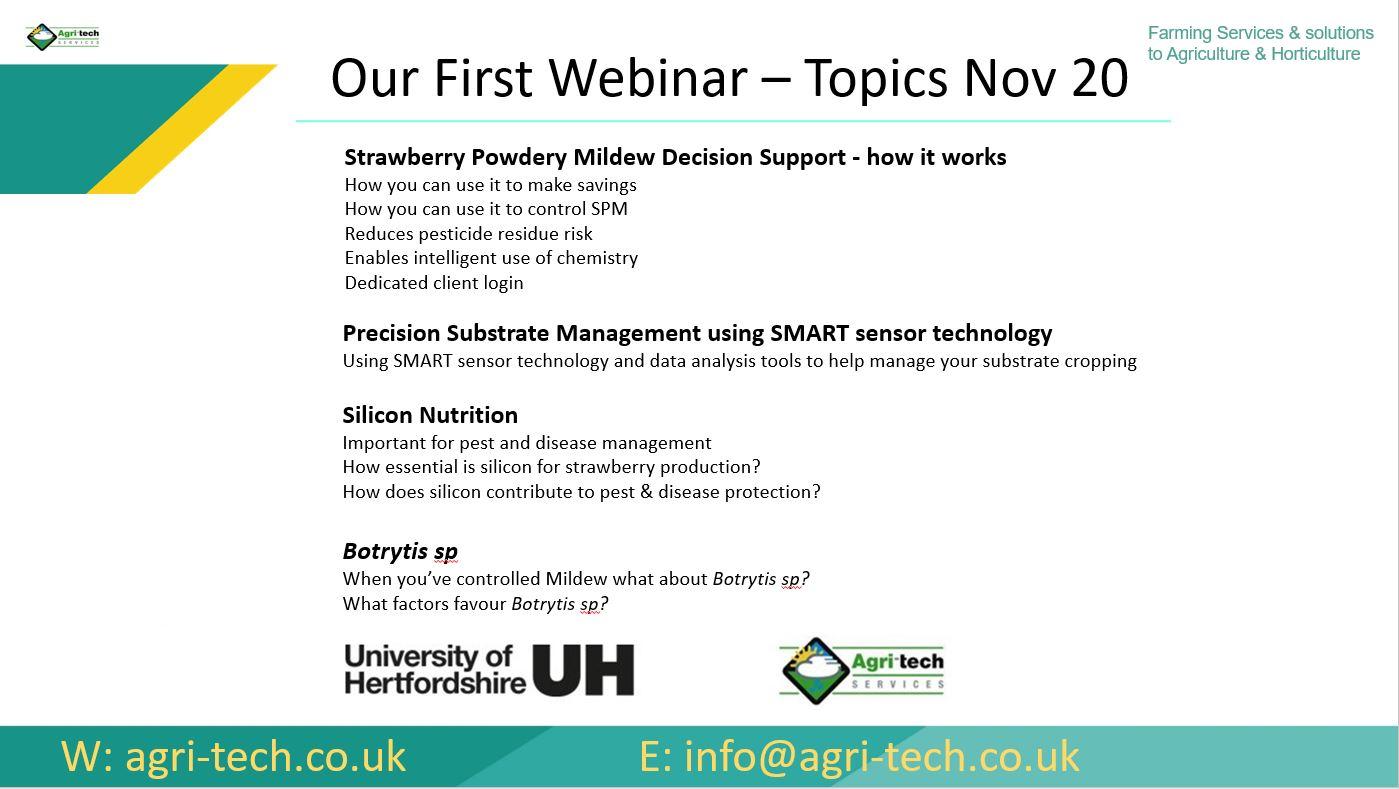 Agri-tech
SERVICES
Farming Services & solutions
to Agriculture & Horticulture
Our First Webinar – Topics Nov 20
Strawberry Powdery Mildew Decision Support - how it works
How you can use it to make savings
How you can use it to control SPM
Reduces pesticide residue risk
Enables intelligent use of chemistry
Dedicated client login
Precision Substrate Management using SMART sensor technology
Using SMART sensor technology and data analysis tools to help manage your substrate cropping
Silicon Nutrition
Important for pest and disease management
How essential is silicon for strawberry production?
How does silicon contribute to pest & disease protection?
Botrytis sp
When you’ve controlled Mildew what about Botrytis sp?
What factors favour Botrytis sp?
University of
Hertfordshire UH
Agri-tech
SERVICES
W: agri-tech.co.uk
E: info@agri-tech.co.uk